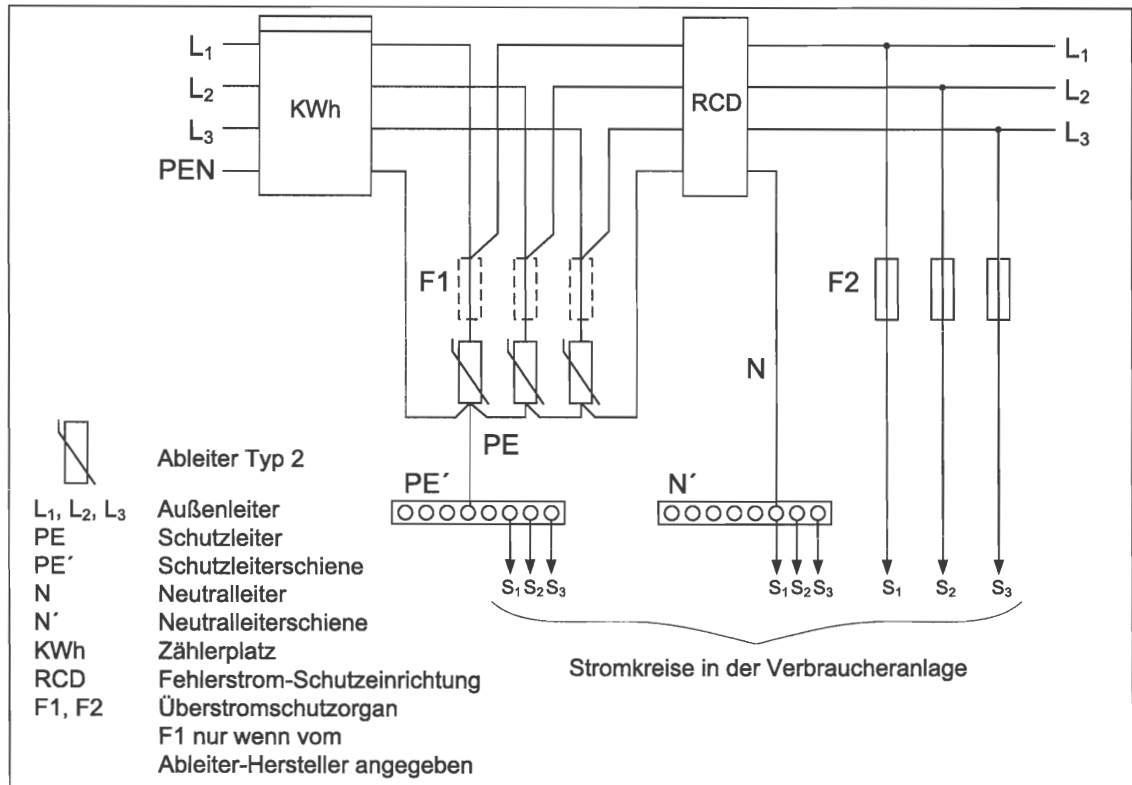 L₁
L₂
L₃
PEN
KWh
RCD
L₁
L₂
L₃
F1
F2
N
PE
PE´
N´
S₁ S₂ S₃
S₁ S₂ S₃
S₁
S₂
S₃
Stromkreise in der Verbraucheranlage
Ableiter Typ 2
L₁, L₂, L₃ Außenleiter
PE Schutzleiter
PE´ Schutzleiterschiene
N Neutralleiter
N´ Neutralleiterschiene
KWh Zählerplatz
RCD Fehlerstrom-Schutzeinrichtung
F1, F2 Überstromschutzorgan
F1 nur wenn vom
Ableiter-Hersteller angegeben